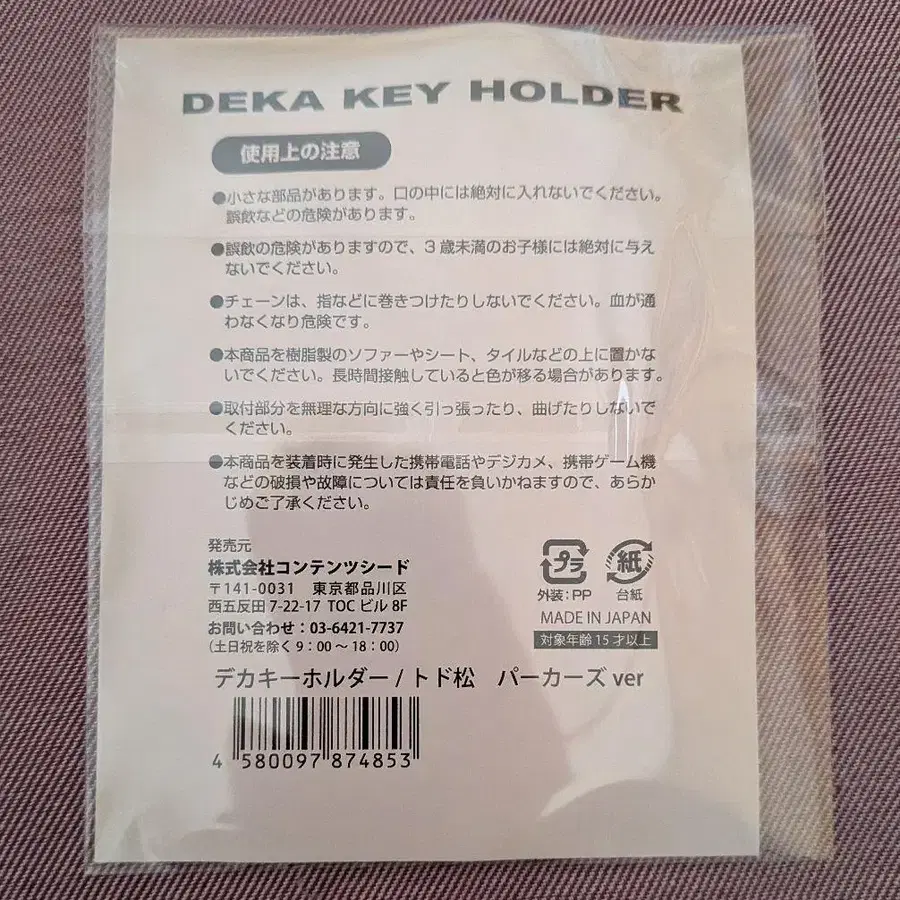 DEKA KEY HOLDER
使用上の注意
●小さな部品があります。口の中には絶対に入れないでください。
誤飲などの危険があります。
●誤飲の危険がありますので、3歳未満のお子様には絶対に与え
ないでください。
●チェーンは、指などに巻きつけたりしないでください。血が通
わなくなり危険です。
●本商品を樹脂製のソファーやシート、タイルなどの上に置かな
いでください。長時間接触していると色が移る場合があります。
●取付部分を無理な方向に強く引っ張ったり、曲げたりしないで
ください。
●本商品を装着時に発生した携帯電話やデジカメ、携帯ゲーム機
などの破損や故障については責任を負いかねますので、あらか
じめご了承ください。
発売元
株式会社コンテンツシード
〒141-0031 東京都品川区
西五反田 7-22-17 TOC ビル 8F
お問い合わせ:03-6421-7737
(土日祝を除く 9:00～18:00)
プラ
紙
外装:PP 台紙
MADE IN JAPAN
対象年齢 15 才以上
デカキーホルダー / トド松 パーカーズ ver
4 580097 874853